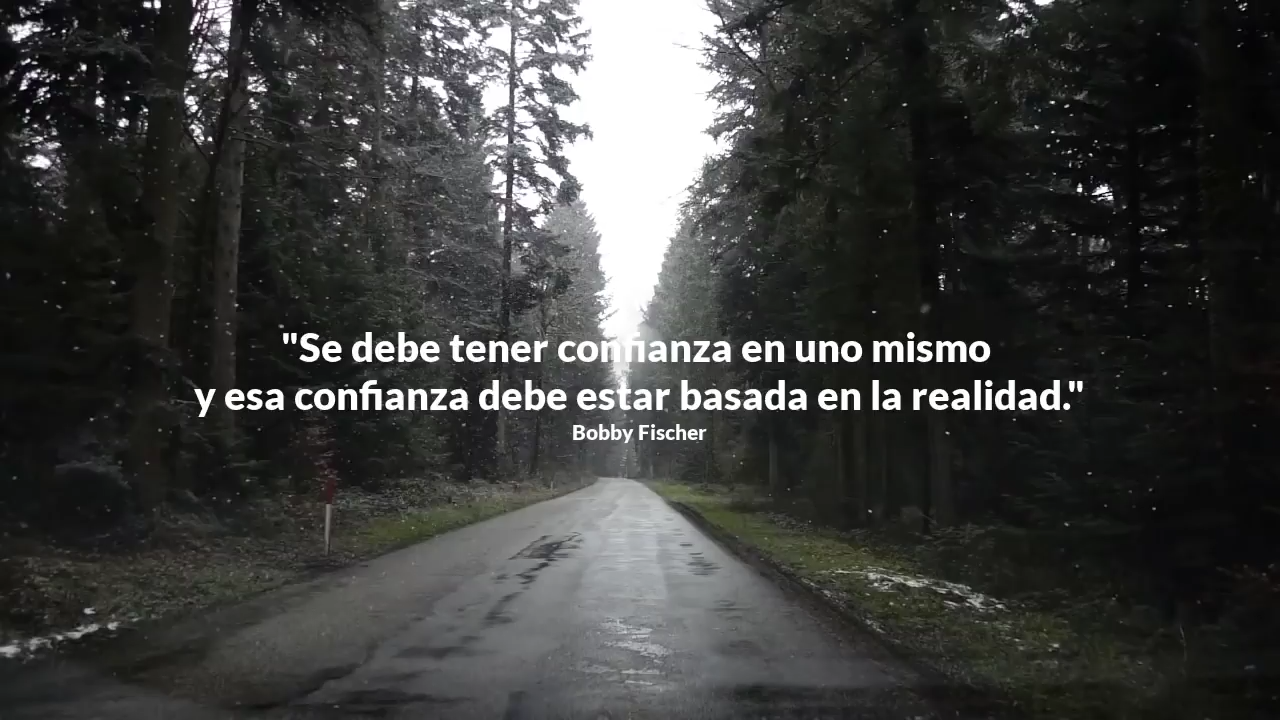 "Se debe tener confianza en uno mismo
y esa confianza debe estar basada en la realidad."
Bobby Fischer